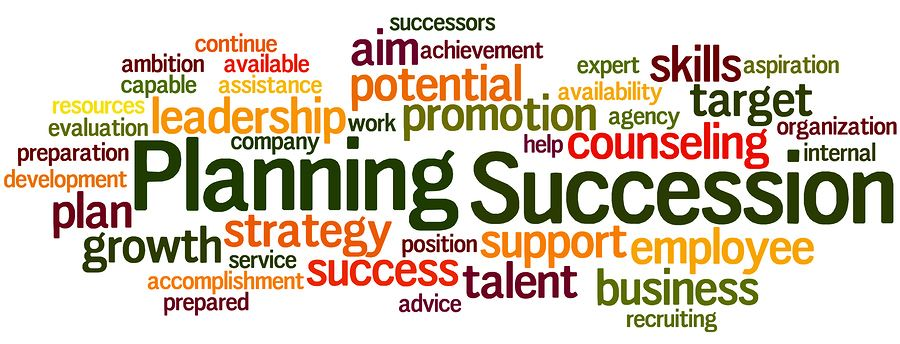 successors
continue
aim achievement
ambition available
expert skills aspiration
capable assistance
potential
availability
target
resources
leadership
promotion
evaluation
work
agency
organization
company
help counseling
preparation
internal
Planning Succession
development
plan
growth strategy
position support employee
service
success talent
accomplishment
business
prepared
advice
recruiting